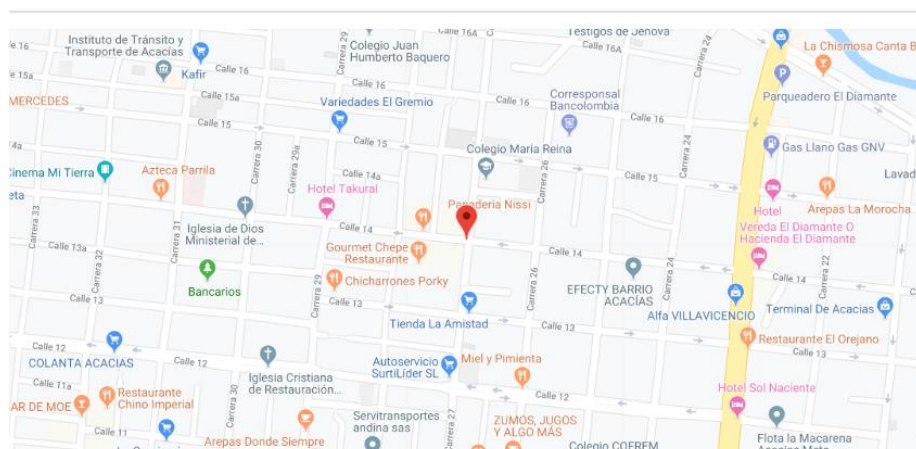 Calle 16A
Testigos de Jehová
Instituto de Tránsito y
Transporte de Acacías
Carrera 29
Colegio Juan
Humberto Baquero
Calle 16A
Carrera 24
La Chismosa Canta B
Calle 16
Kafir
Calle 16
Calle 15a
Calle 15a
Parqueadero El Diamante
MERCEDES
Variedades El Gremio
Calle 16
Corresponsal
Bancolombia
Calle 16
Calle 15
Calle 15
Gas Llano Gas GNV
Carrera 30
Carrera 29a
Colegio Maria Reina
Carrera 26
Carrera 24
Cinema Mi Tierra
Azteca Parrila
Calle 14a
Calle 15
Lavad
Hotel Takural
Panaderia Nissi
Hotel
Arepas La Morocha
Carrera 33
Carrera 31
Iglesia de Dios
Ministerial de...
Calle 14
Calle 14
Vereda El Diamante O
Hacienda El Diamante
Calle 13a
Carrera 32
Gourmet Chepe
Restaurante
Carrera 26
Carrera 24
Carrera 22
Bancarios
Carrera 29
Chicharrones Porky
EFECTY BARRIO
ACACÍAS
Calle 14
Calle 13
Calle 13
Tienda La Amistad
Calle 13
Alfa VILLAVICENCIO
Terminal De Acacias
Restaurante El Orejano
Calle 13
Calle 12
COLANTA ACACIAS
Calle 12
Autoservicio
SurtiLíder SL
Miel y Pimienta
Calle 11a
Iglesia Cristiana
de Restauración...
Calle 12
Calle 12
Hotel Sol Naciente
Restaurante
Chino Imperial
AR DE MOE
Carrera 30
Servitransportes
andina sas
Carrera 27
ZUMOS, JUGOS
Y ALGO MÁS
Calle 11
Arepas Donde Siempre
Colegio COFREM
Flota la Macarena